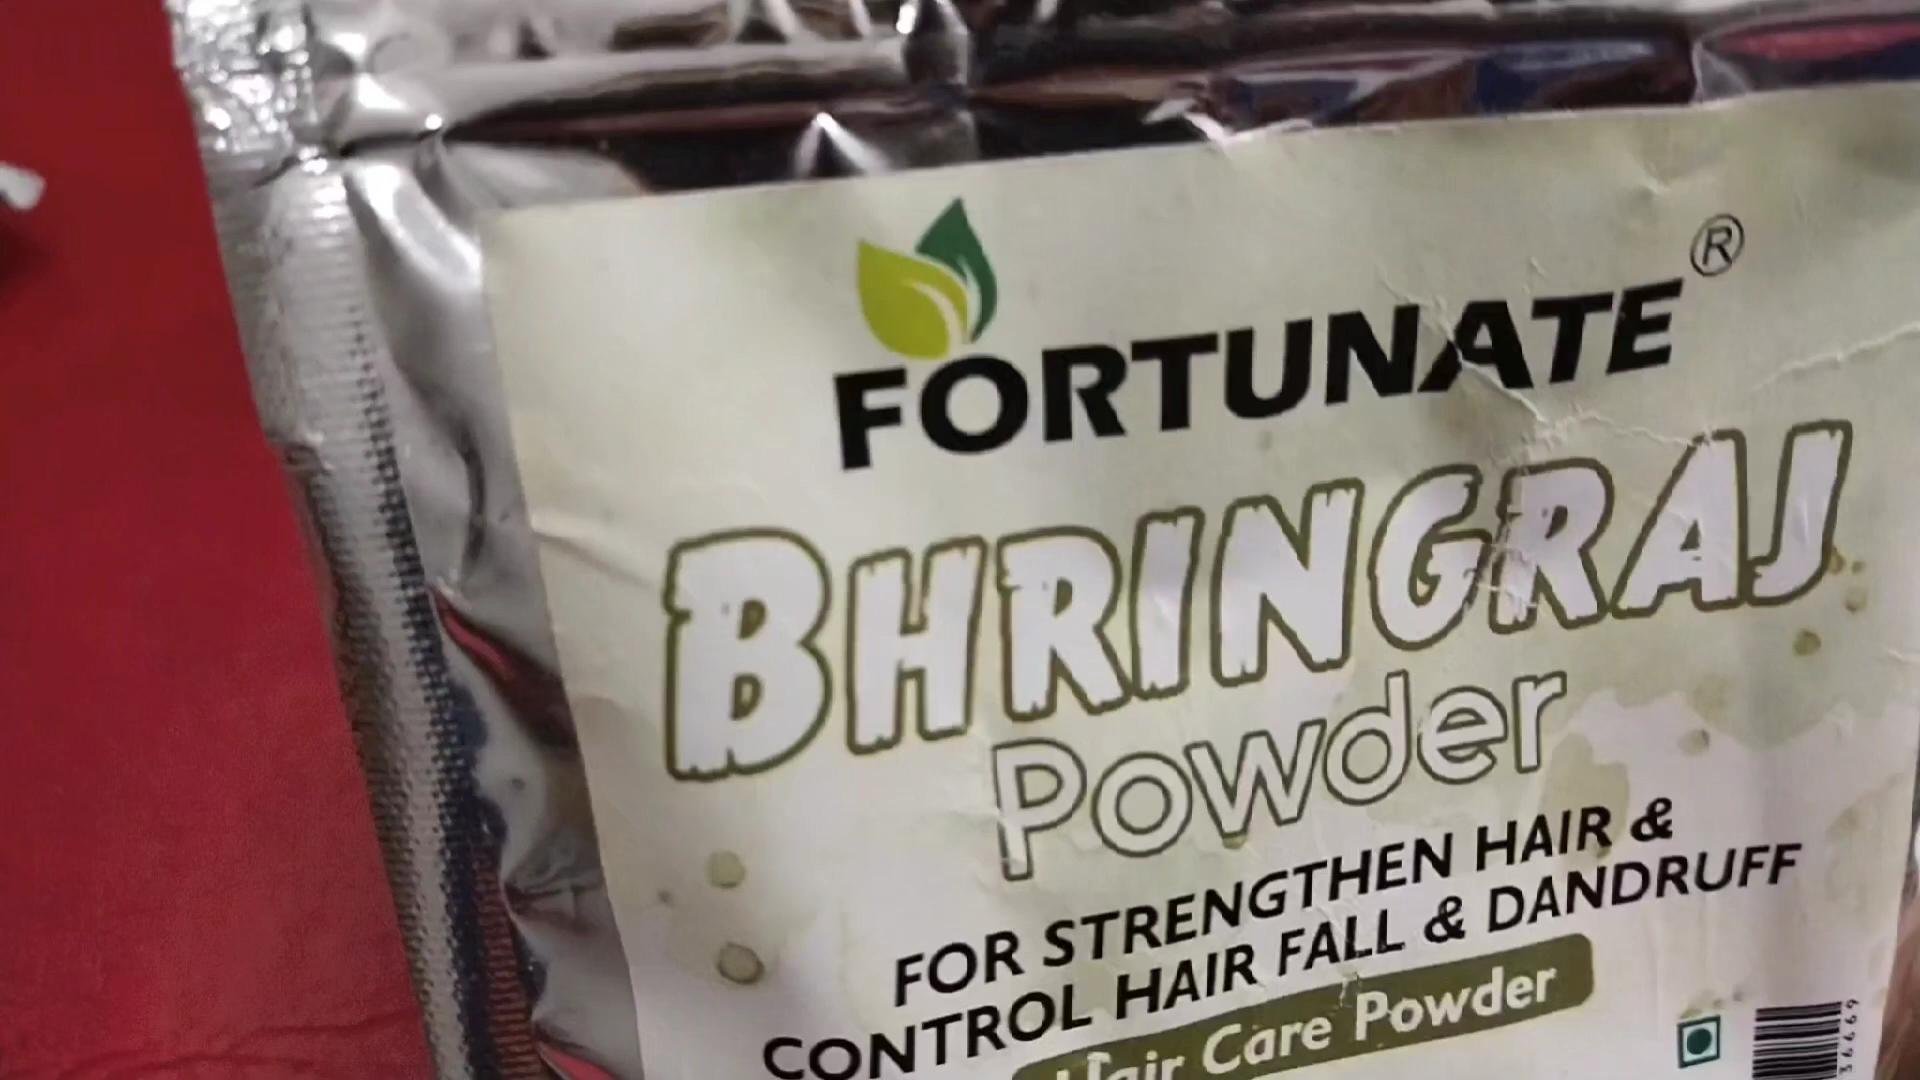 FORTUNATE ®
BHRINGRAJ
Powder
FOR STRENGTHEN HAIR &
CONTROL HAIR FALL & DANDRUFF
Hair Care Powder